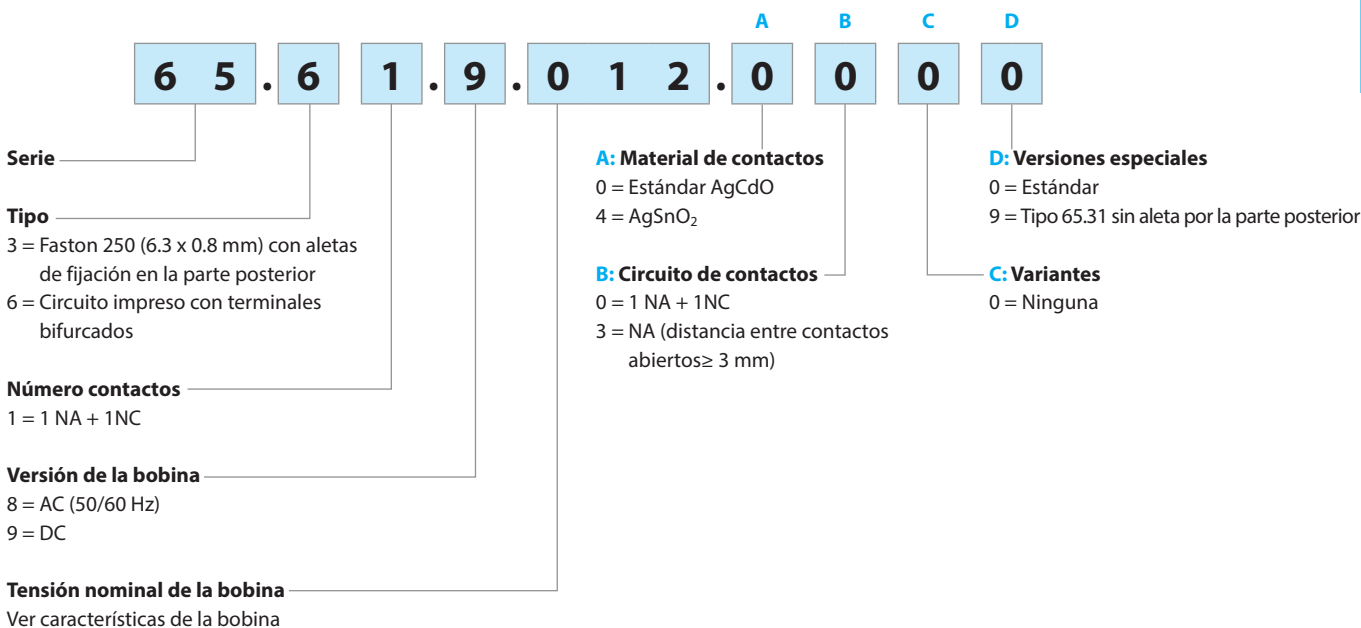 A B C D
6 5 . 6 1 . 9 . 0 1 2 . 0 0 0 0
Serie
Tipo
3 = Faston 250 (6.3 x 0.8 mm) con aletas
de fijación en la parte posterior
6 = Circuito impreso con terminales
bifurcados
Número contactos
1 = 1 NA + 1NC
Versión de la bobina
8 = AC (50/60 Hz)
9 = DC
Tensión nominal de la bobina
Ver características de la bobina
A: Material de contactos
0 = Estándar AgCdO
4 = AgSnO₂
B: Circuito de contactos
0 = 1 NA + 1NC
3 = NA (distancia entre contactos
abiertos≥ 3 mm)
D: Versiones especiales
0 = Estándar
9 = Tipo 65.31 sin aleta por la parte posterior
C: Variantes
0 = Ninguna